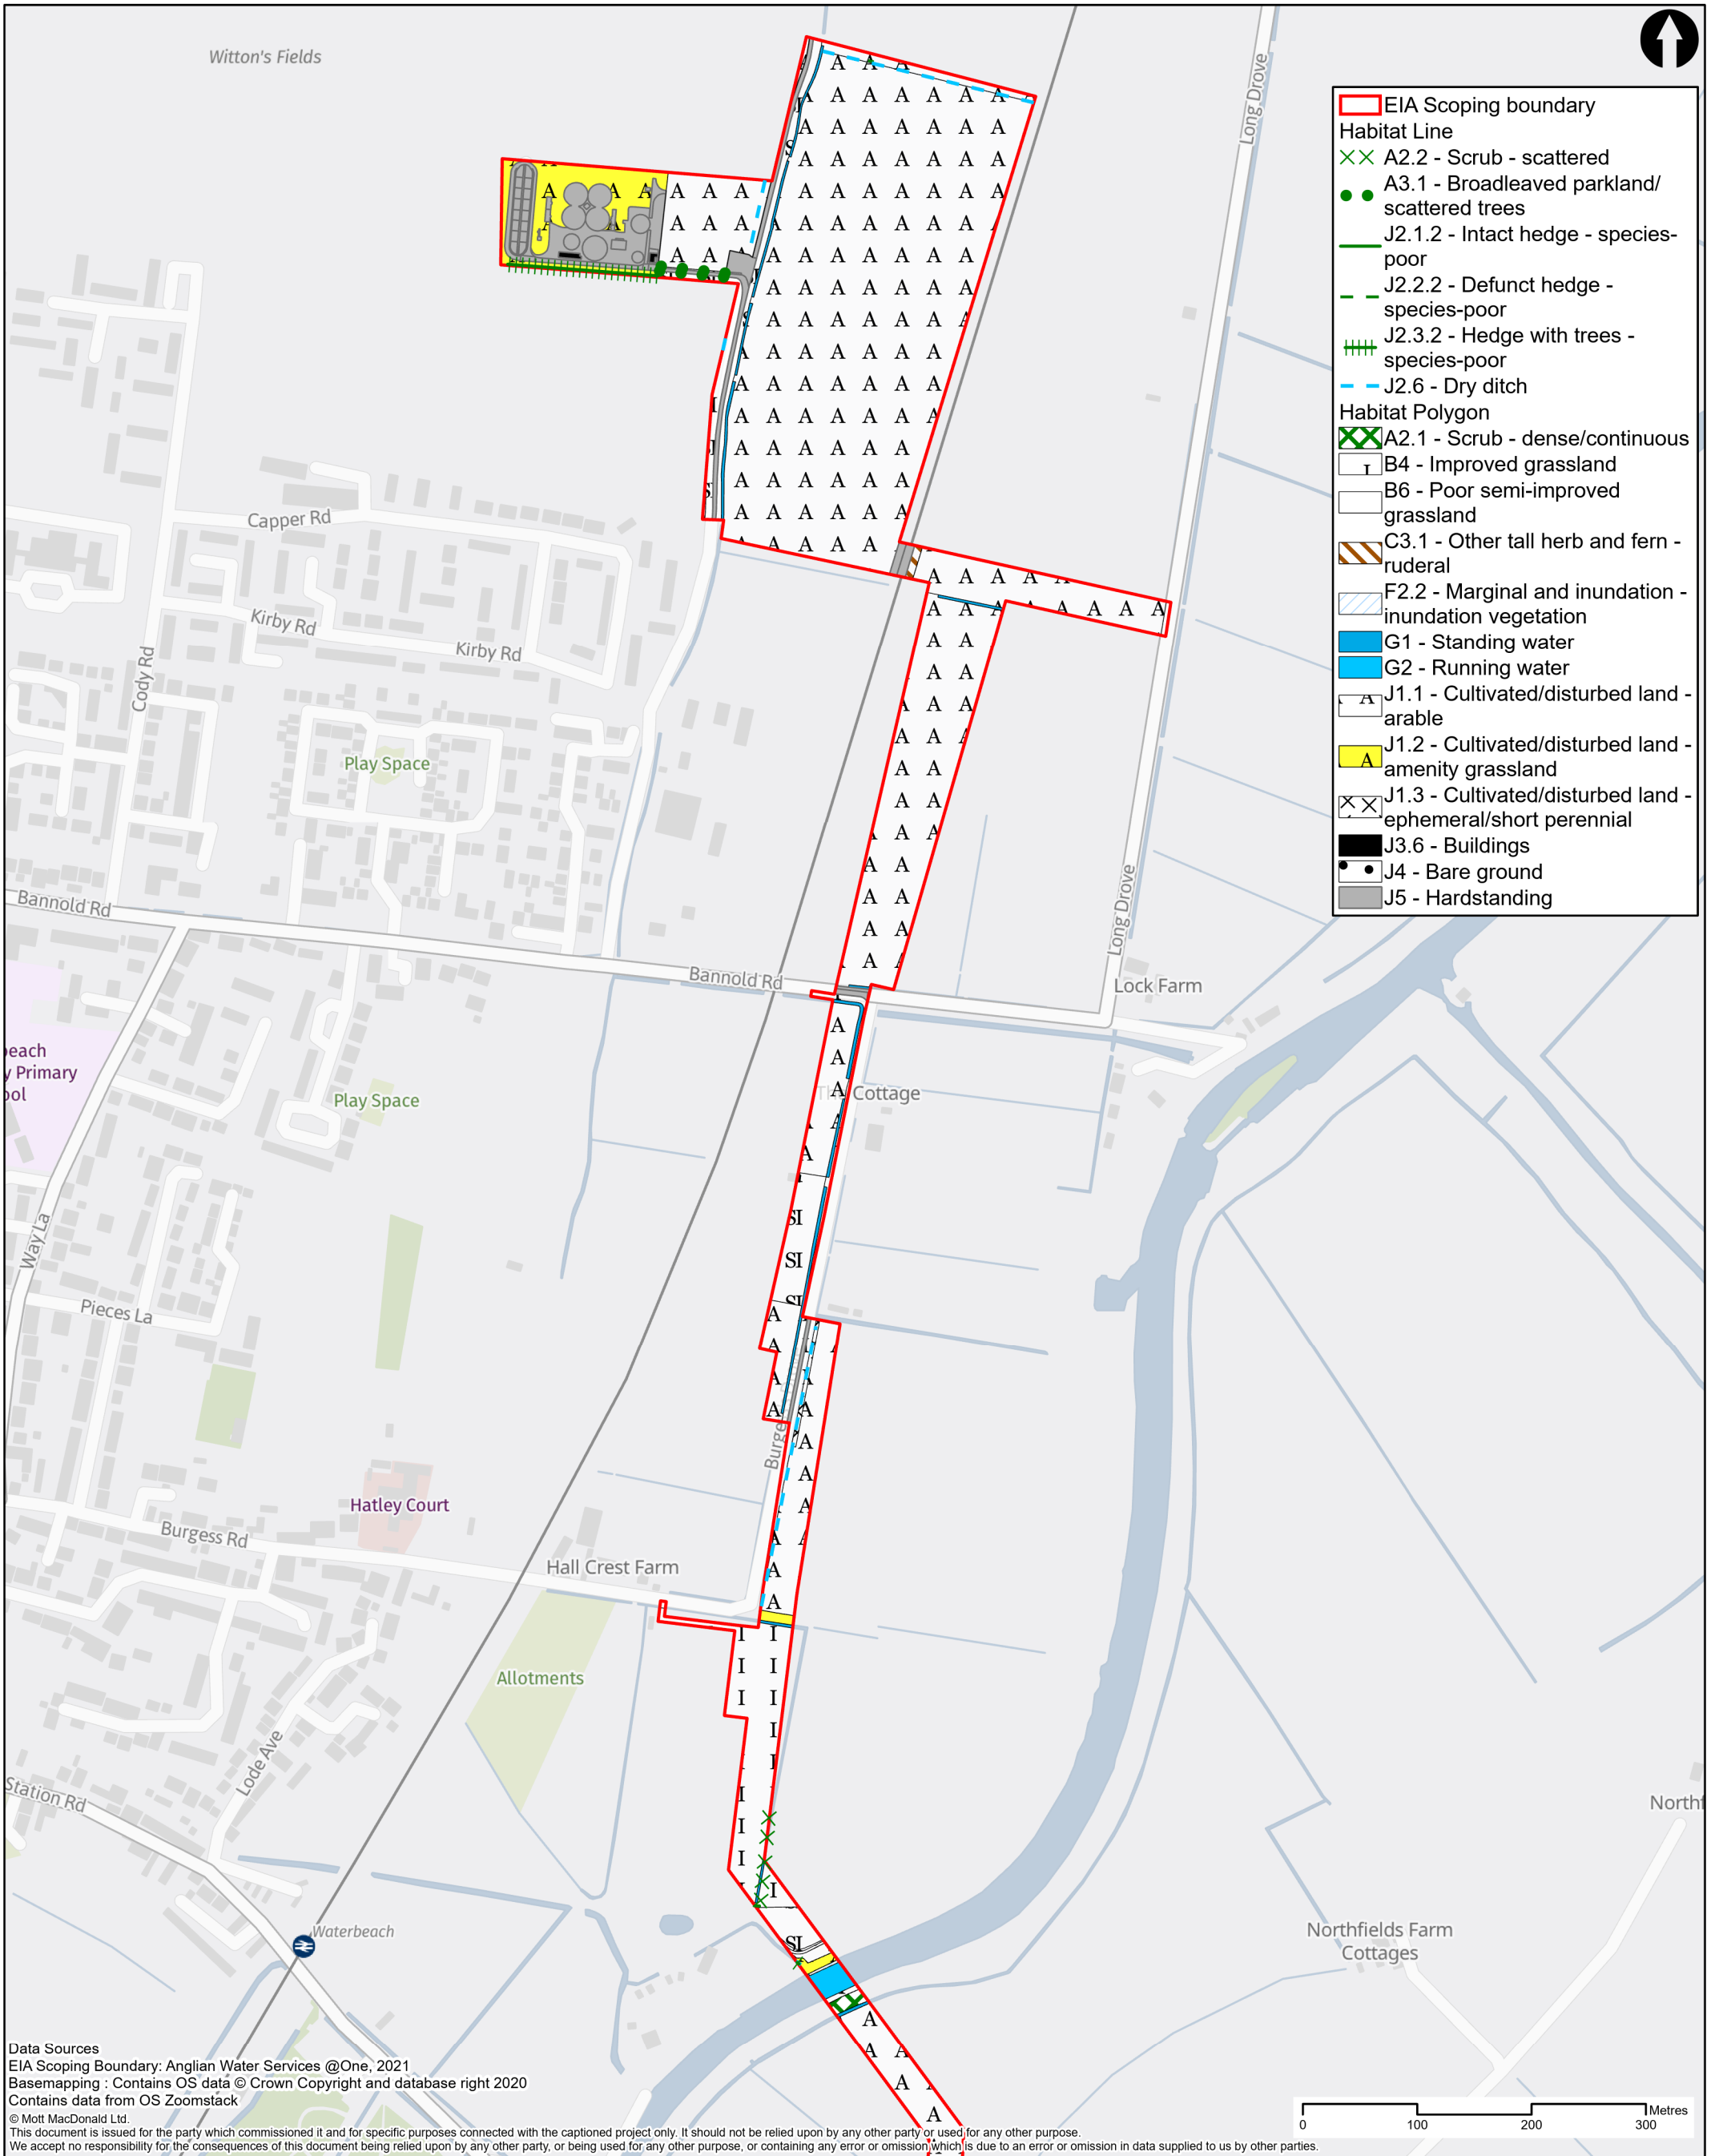 Witton's Fields
Long Drove
EIA Scoping boundary
Habitat Line
A2.2 - Scrub - scattered
A3.1 - Broadleaved parkland/
scattered trees
J2.1.2 - Intact hedge - species-
poor
J2.2.2 - Defunct hedge -
species-poor
J2.3.2 - Hedge with trees -
species-poor
J2.6 - Dry ditch
Habitat Polygon
A2.1 - Scrub - dense/continuous
B4 - Improved grassland
B6 - Poor semi-improved
grassland
C3.1 - Other tall herb and fern -
ruderal
F2.2 - Marginal and inundation -
inundation vegetation
G1 - Standing water
G2 - Running water
J1.1 - Cultivated/disturbed land -
arable
J1.2 - Cultivated/disturbed land -
amenity grassland
J1.3 - Cultivated/disturbed land -
ephemeral/short perennial
J3.6 - Buildings
J4 - Bare ground
J5 - Hardstanding
Capper Rd
Kirby Rd
Kirby Rd
Cody Rd
Play Space
Bannold Rd
Bannold Rd
Long Drove
Lock Farm
beach
y Primary
ool
Play Space
Cottage
SI
SI
Way La
Pieces La
Burge
Hatley Court
Burgess Rd
Hall Crest Farm
Allotments
Lode Ave
Station Rd
Northf
Waterbeach
SI
Northfields Farm
Cottages
Data Sources
EIA Scoping Boundary: Anglian Water Services @One, 2021
Basemapping : Contains OS data © Crown Copyright and database right 2020
Contains data from OS Zoomstack
© Mott MacDonald Ltd.
This document is issued for the party which commissioned it and for specific purposes connected with the captioned project only. It should not be relied upon by any other party or used for any other purpose.
We accept no responsibility for the consequences of this document being relied upon by any other party, or being used for any other purpose, or containing any error or omission which is due to an error or omission in data supplied to us by other parties.
Metres
0 100 200 300